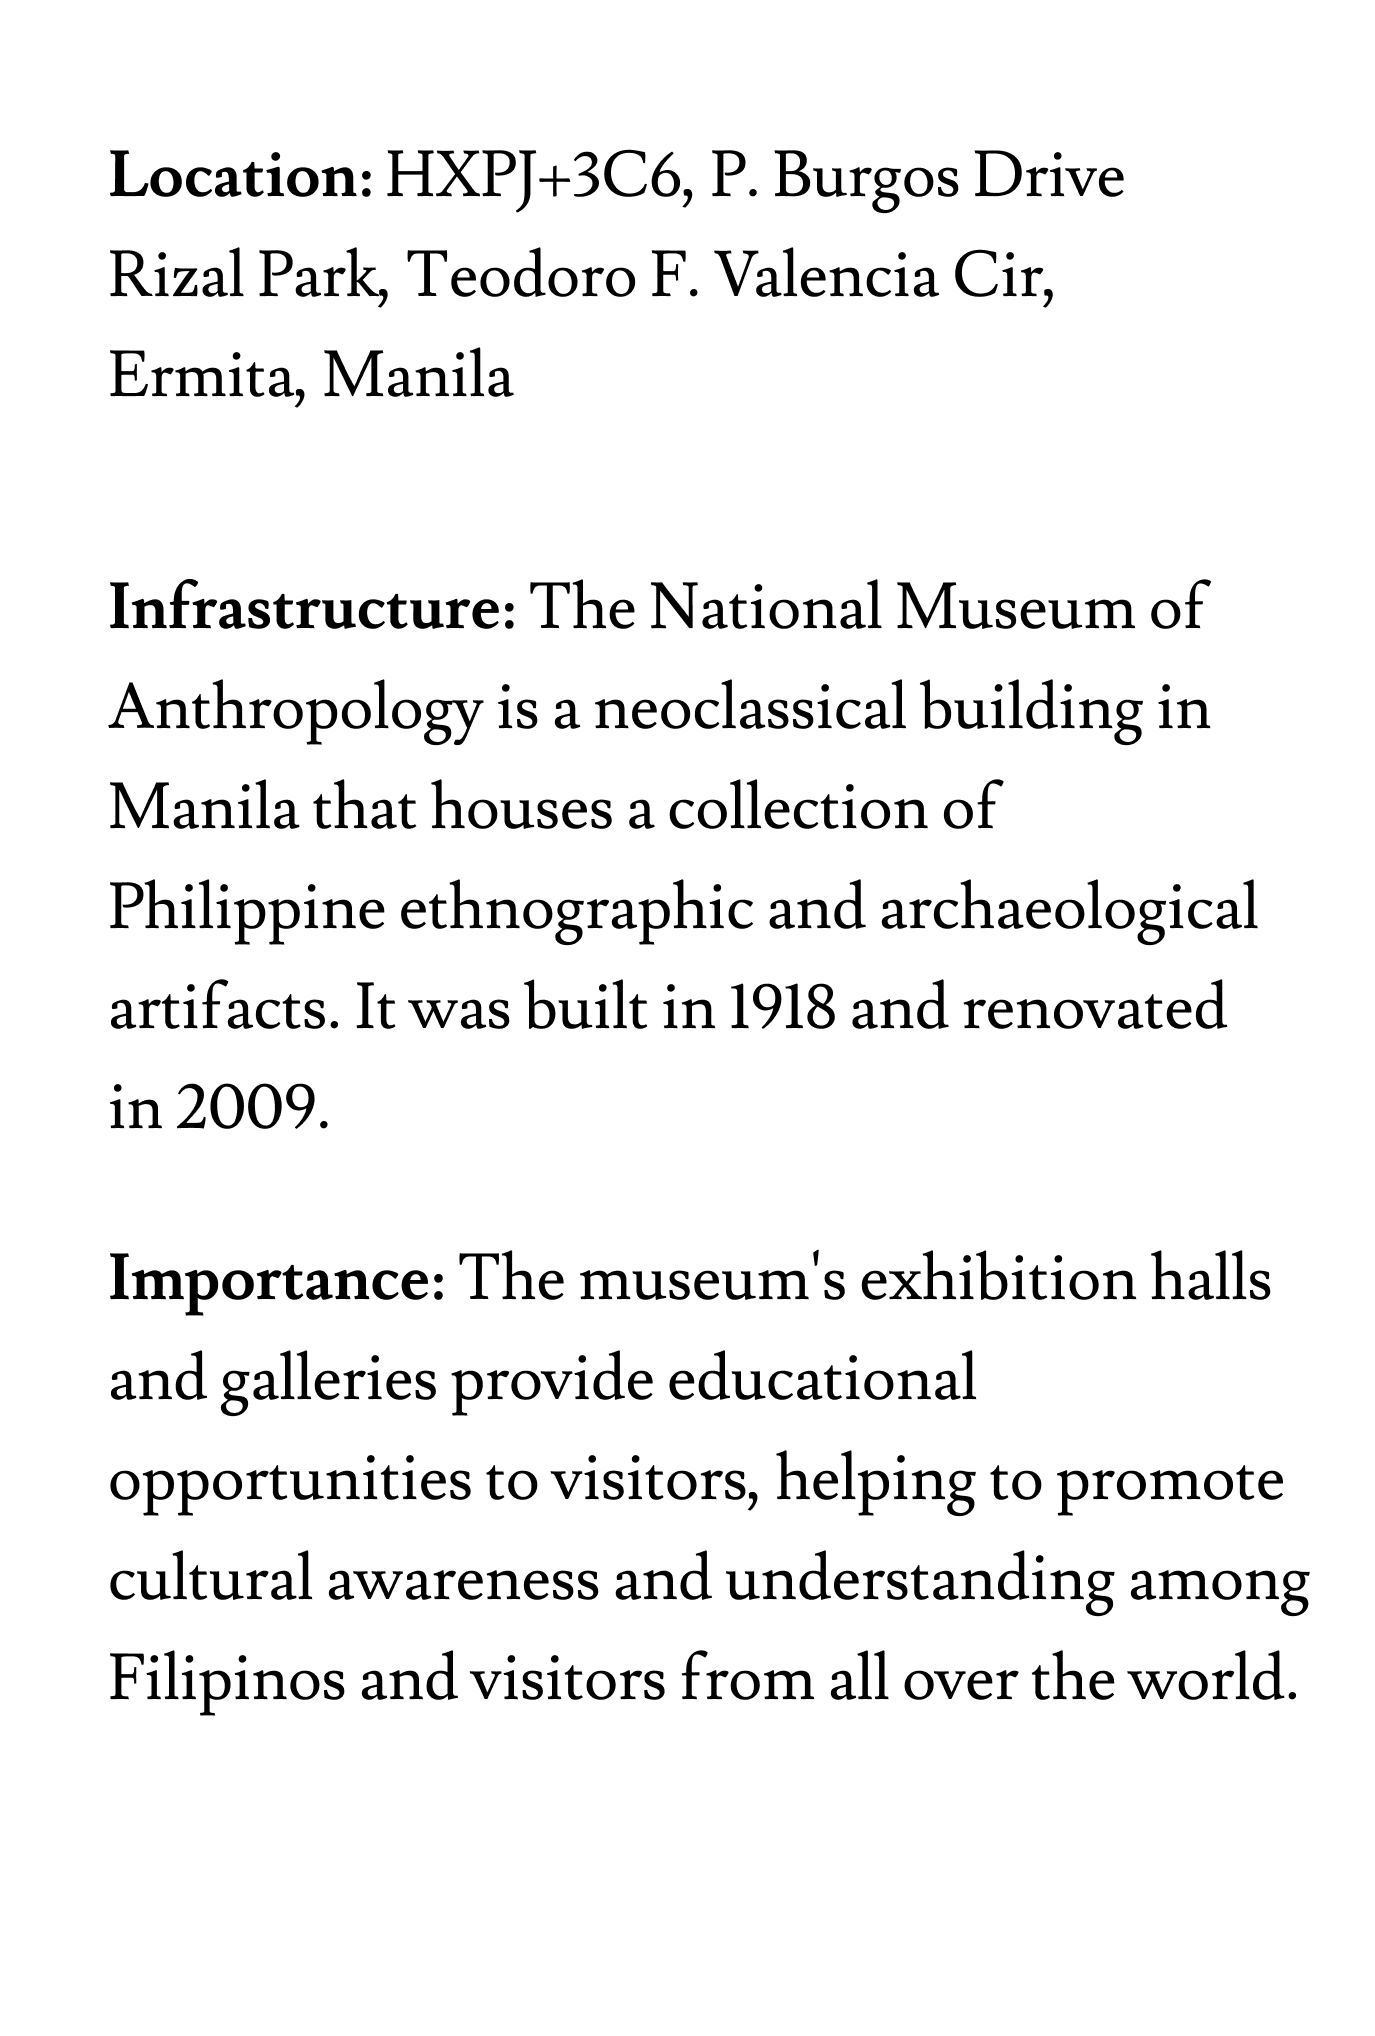 Location: HXPJ+3C6, P. Burgos Drive
Rizal Park, Teodoro F. Valencia Cir,
Ermita, Manila
Infrastructure: The National Museum of
Anthropology is a neoclassical building in
Manila that houses a collection of
Philippine ethnographic and archaeological
artifacts. It was built in 1918 and renovated
in 2009.
Importance: The museum's exhibition halls
and galleries provide educational
opportunities to visitors, helping to promote
cultural awareness and understanding among
Filipinos and visitors from all over the world.